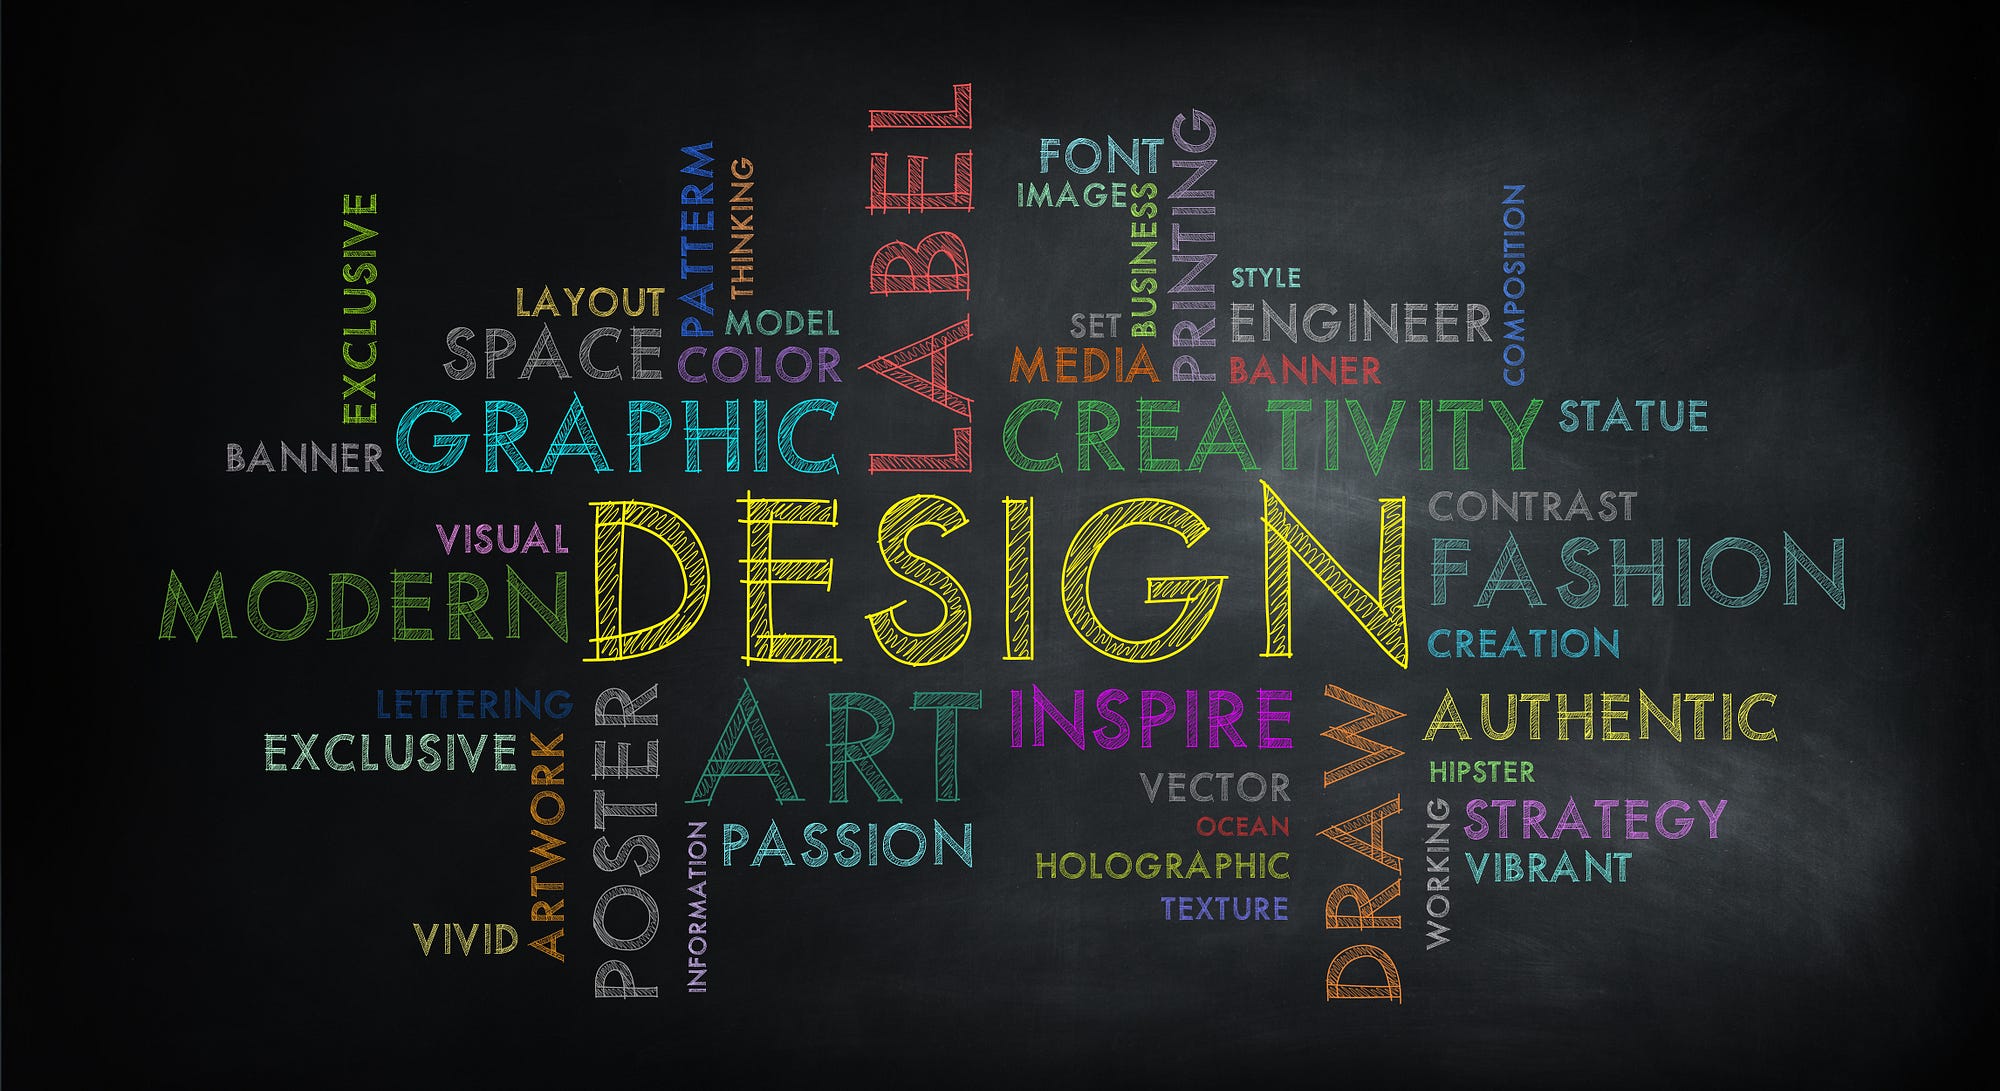 LABEL
FONT
PRINTING
IMAGES
BUSINESS
PATTERM
THINKING
EXCLUSIVE
COMPOSITION
STYLE
LAYOUT
MODEL
SET
ENGINEER
SPACE
COLOR
MEDIA
BANNER
GRAPHIC
CREATIVITY
STATUE
BANNER
DESIGN
CONTRAST
VISUAL
FASHION
MODERN
CREATION
LETTERING
POSTER
ART
INSPIRE
DRAW
AUTHENTIC
EXCLUSIVE
ARTWORK
VECTOR
HIPSTER
OCEAN
WORKING
STRATEGY
INFORMATION
PASSION
HOLOGRAPHIC
VIBRANT
TEXTURE
VIVID